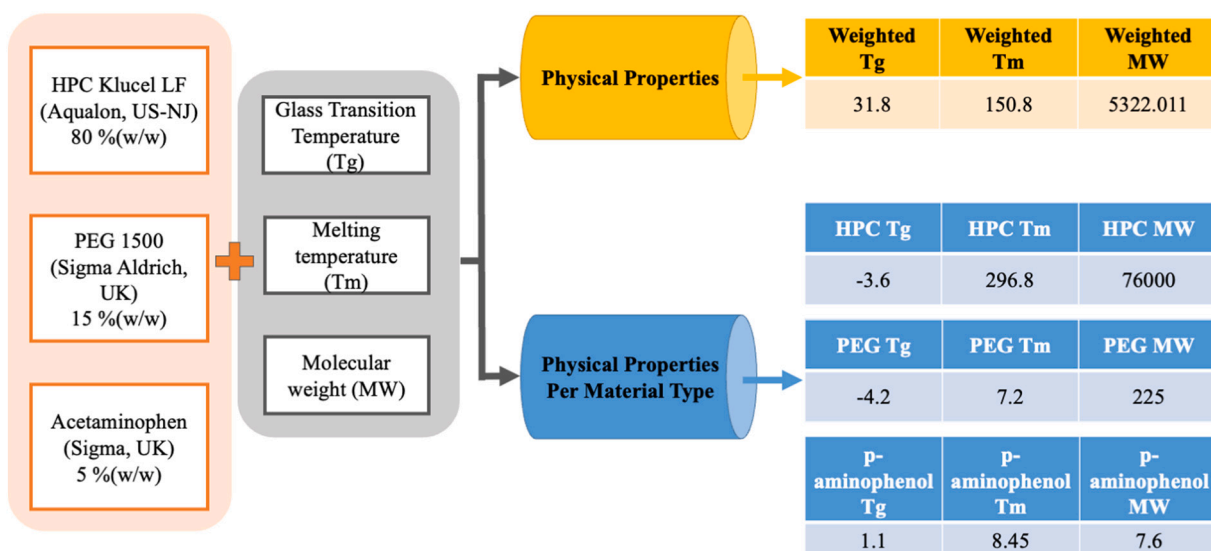 HPC Klucel LF
(Aqualon, US-NJ)
80 %(w/w)
PEG 1500
(Sigma Aldrich,
UK)
15 %(w/w)
Acetaminophen
(Sigma, UK)
5 %(w/w)
Glass Transition
Temperature
(Tg)
Melting
temperature
(Tm)
Molecular
weight (MW)
Physical Properties
Physical Properties
Per Material Type
Weighted Tg Weighted Tm Weighted MW
31.8 150.8 5322.011
HPC Tg HPC Tm HPC MW
-3.6 296.8 76000
PEG Tg PEG Tm PEG MW
-4.2 7.2 225
p-aminophenol Tg p-aminophenol Tm p-aminophenol MW
1.1 8.45 7.6